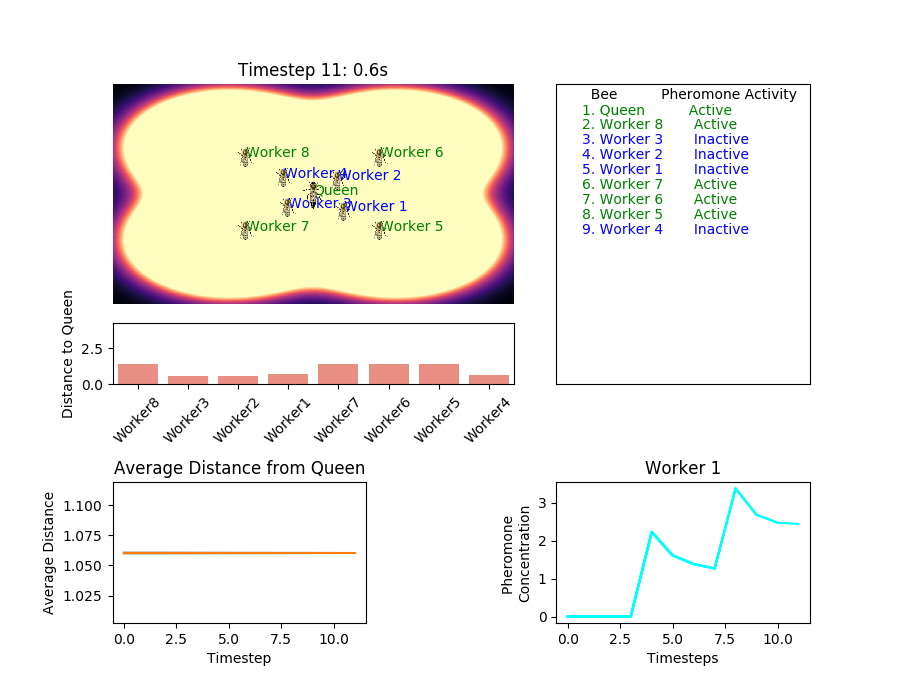 Timestep 11: 0.6s
Worker 8
Worker 6
Worker 4
Worker 2
Queen
Worker 3
Worker 1
Worker 7
Worker 5
Bee Pheromone Activity
1. Queen Active
2. Worker 8 Active
3. Worker 3 Inactive
4. Worker 2 Inactive
5. Worker 1 Inactive
6. Worker 7 Active
7. Worker 6 Active
8. Worker 5 Active
9. Worker 4 Inactive
Distance to Queen
2.5
0.0
Worker8
Worker3
Worker2
Worker1
Worker7
Worker6
Worker5
Worker4
Average Distance from Queen
Average Distance
1.100
1.075
1.050
1.025
0.0 2.5 5.0 7.5 10.0
Timestep
Worker 1
Pheromone
Concentration
3
2
1
0
0.0 2.5 5.0 7.5 10.0
Timesteps